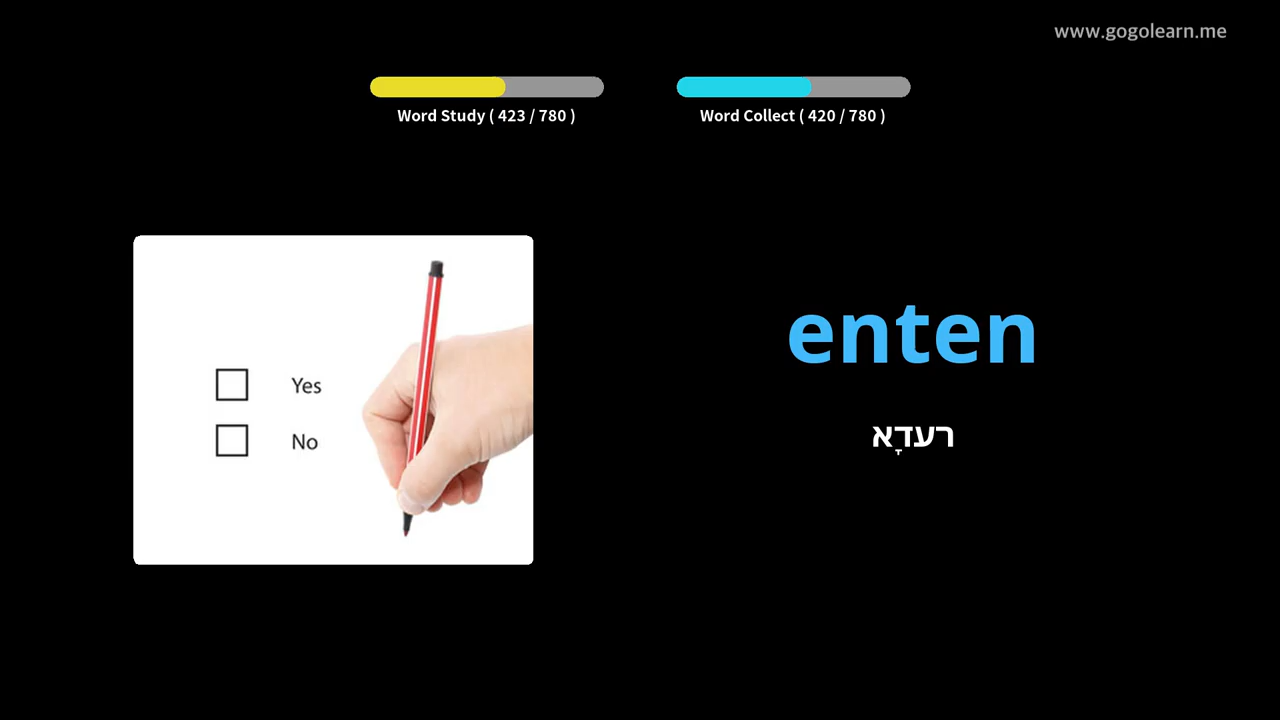 www.gogolearn.me
Word Study ( 423 / 780 )
Word Collect ( 420 / 780 )
Yes
No
enten
רעדָא